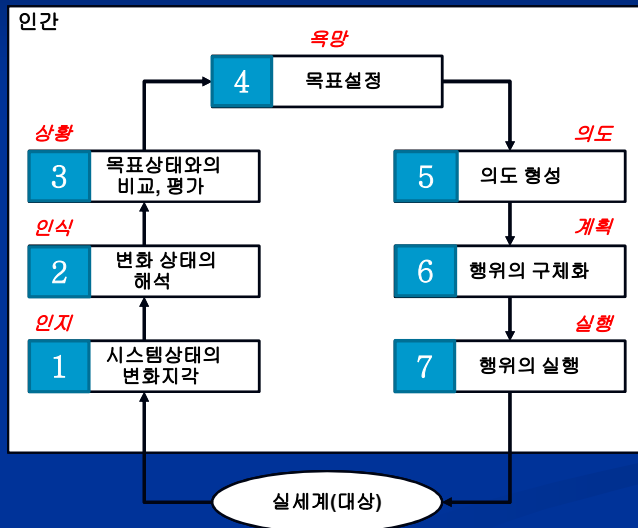 인간
욕망
4
목표설정
상황
3
목표상태와의
비교, 평가
의도
5
의도 형성
인식
2
변화 상태의
해석
계획
6
행위의 구체화
인지
1
시스템상태의
변화지각
실행
7
행위의 실행
실세계(대상)